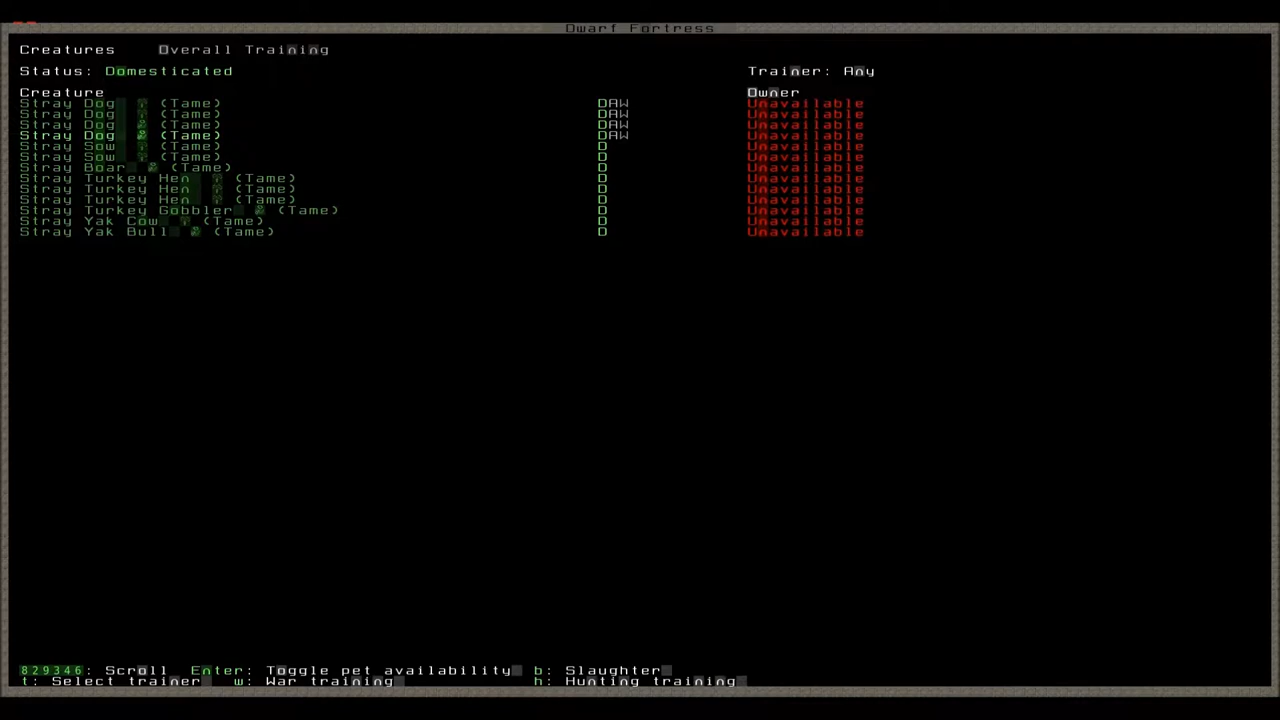 Dwarf Fortress
Creatures Overall Training
Status: Domesticated Trainer: Any
Creature Owner
Stray Dog ♀ (Tame) DAW Unavailable
Stray Dog ♀ (Tame) DAW Unavailable
Stray Dog ♂ (Tame) DAW Unavailable
Stray Dog ♂ (Tame) DAW Unavailable
Stray Sow ♀ (Tame) D Unavailable
Stray Sow ♀ (Tame) D Unavailable
Stray Boar ♂ (Tame) D Unavailable
Stray Turkey Hen ♀ (Tame) D Unavailable
Stray Turkey Hen ♀ (Tame) D Unavailable
Stray Turkey Hen ♀ (Tame) D Unavailable
Stray Turkey Gobbler ♂ (Tame) D Unavailable
Stray Yak Cow ♀ (Tame) D Unavailable
Stray Yak Bull ♂ (Tame) D Unavailable
829346: Scroll Enter: Toggle pet availability b: Slaughter
t: Select trainer w: War training h: Hunting training